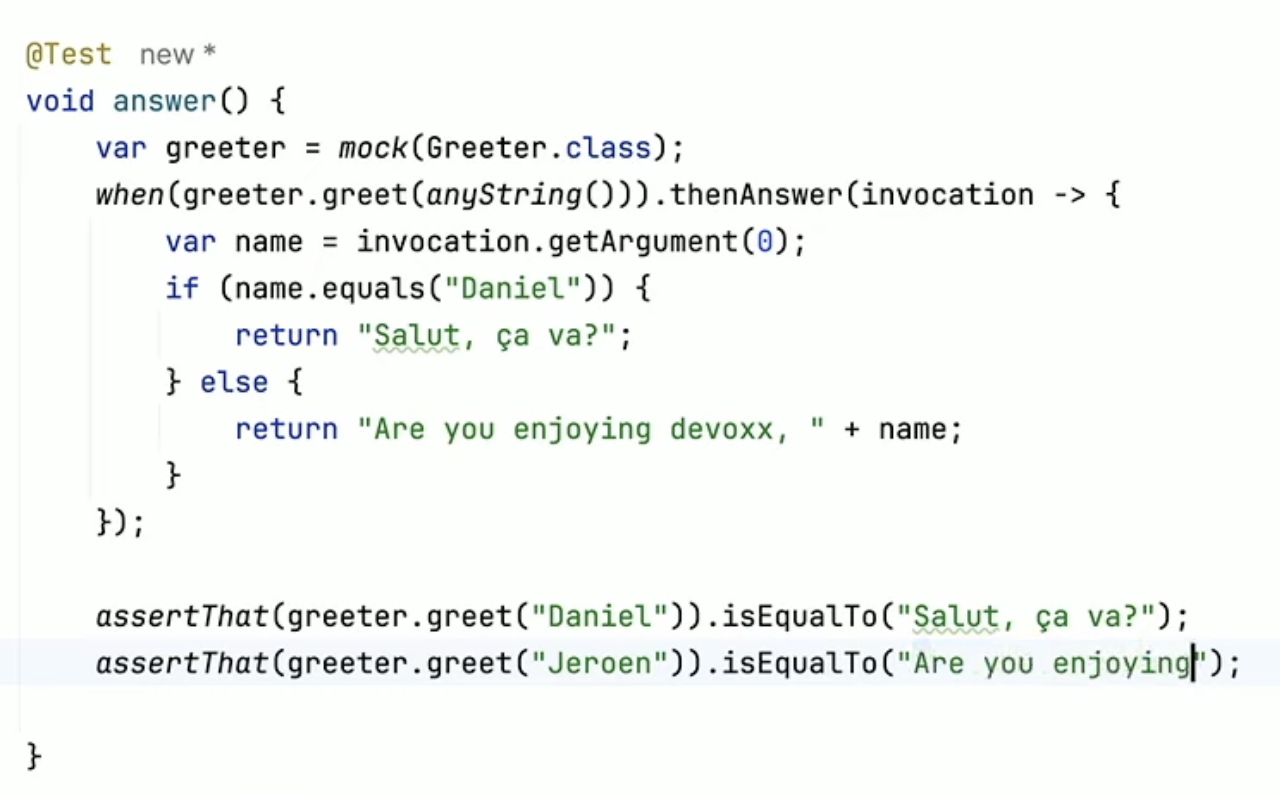 @Test new *
void answer() {
    var greeter = mock(Greeter.class);
    when(greeter.greet(anyString())).thenAnswer(invocation -> {
        var name = invocation.getArgument(0);
        if (name.equals("Daniel")) {
            return "Salut, ça va?";
        } else {
            return "Are you enjoying devoxx, " + name;
        }
    });
    assertThat(greeter.greet("Daniel")).isEqualTo("Salut, ça va?");
    assertThat(greeter.greet("Jeroen")).isEqualTo("Are you enjoying");
}